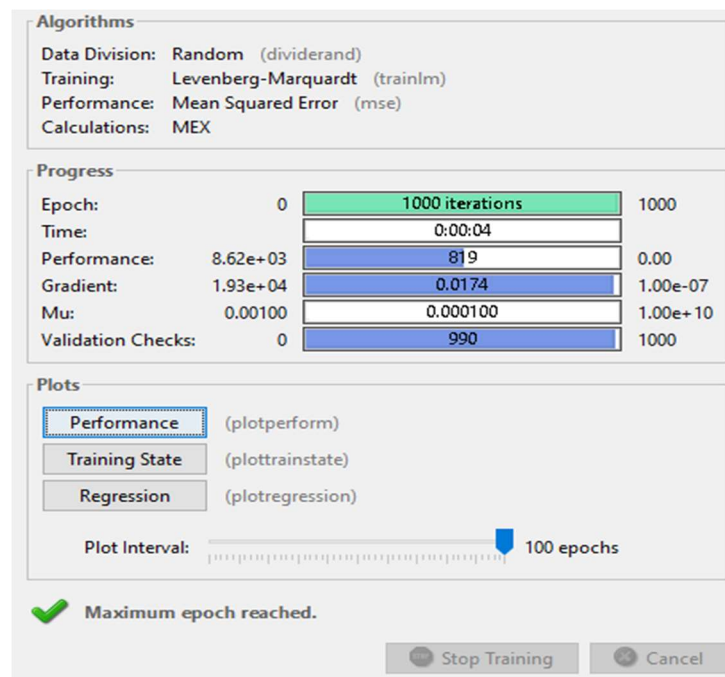 Algorithms
Data Division: Random (dividerand)
Training: Levenberg-Marquardt (trainlm)
Performance: Mean Squared Error (mse)
Calculations: MEX
Progress
Epoch: 0 1000 iterations 1000
Time: 0:00:04
Performance: 8.62e+03 819 0.00
Gradient: 1.93e+04 0.0174 1.00e-07
Mu: 0.00100 0.000100 1.00e+10
Validation Checks: 0 990 1000
Plots
Performance (plotperform)
Training State (plottrainstate)
Regression (plotregression)
Plot Interval: 100 epochs
Maximum epoch reached.
Stop Training Cancel